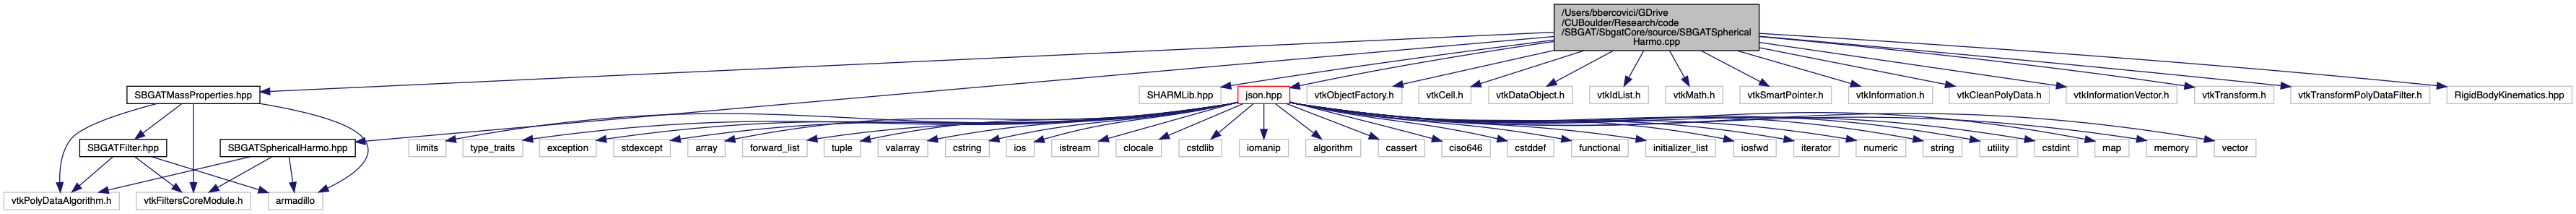 /Users/bbercovici/GDrive
/CUBoulder/Research/code
/SBGAT/SbgatCore/source/SBGATSpherical
Harmo.cpp
SBGATMassProperties.hpp
SHARMLib.hpp
json.hpp
vtkObjectFactory.h
vtkCell.h
vtkDataObject.h
vtkIdList.h
vtkMath.h
vtkSmartPointer.h
vtkInformation.h
vtkCleanPolyData.h
vtkInformationVector.h
vtkTransform.h
vtkTransformPolyDataFilter.h
RigidBodyKinematics.hpp
SBGATFilter.hpp
SBGATSphericalHarmo.hpp
limits
type_traits
exception
stdexcept
array
forward_list
tuple
valarray
cstring
ios
istream
clocale
cstdlib
iomanip
algorithm
cassert
ciso646
cstddef
functional
initializer_list
iosfwd
iterator
numeric
string
utility
cstdint
map
memory
vector
vtkPolyDataAlgorithm.h
vtkFiltersCoreModule.h
armadillo